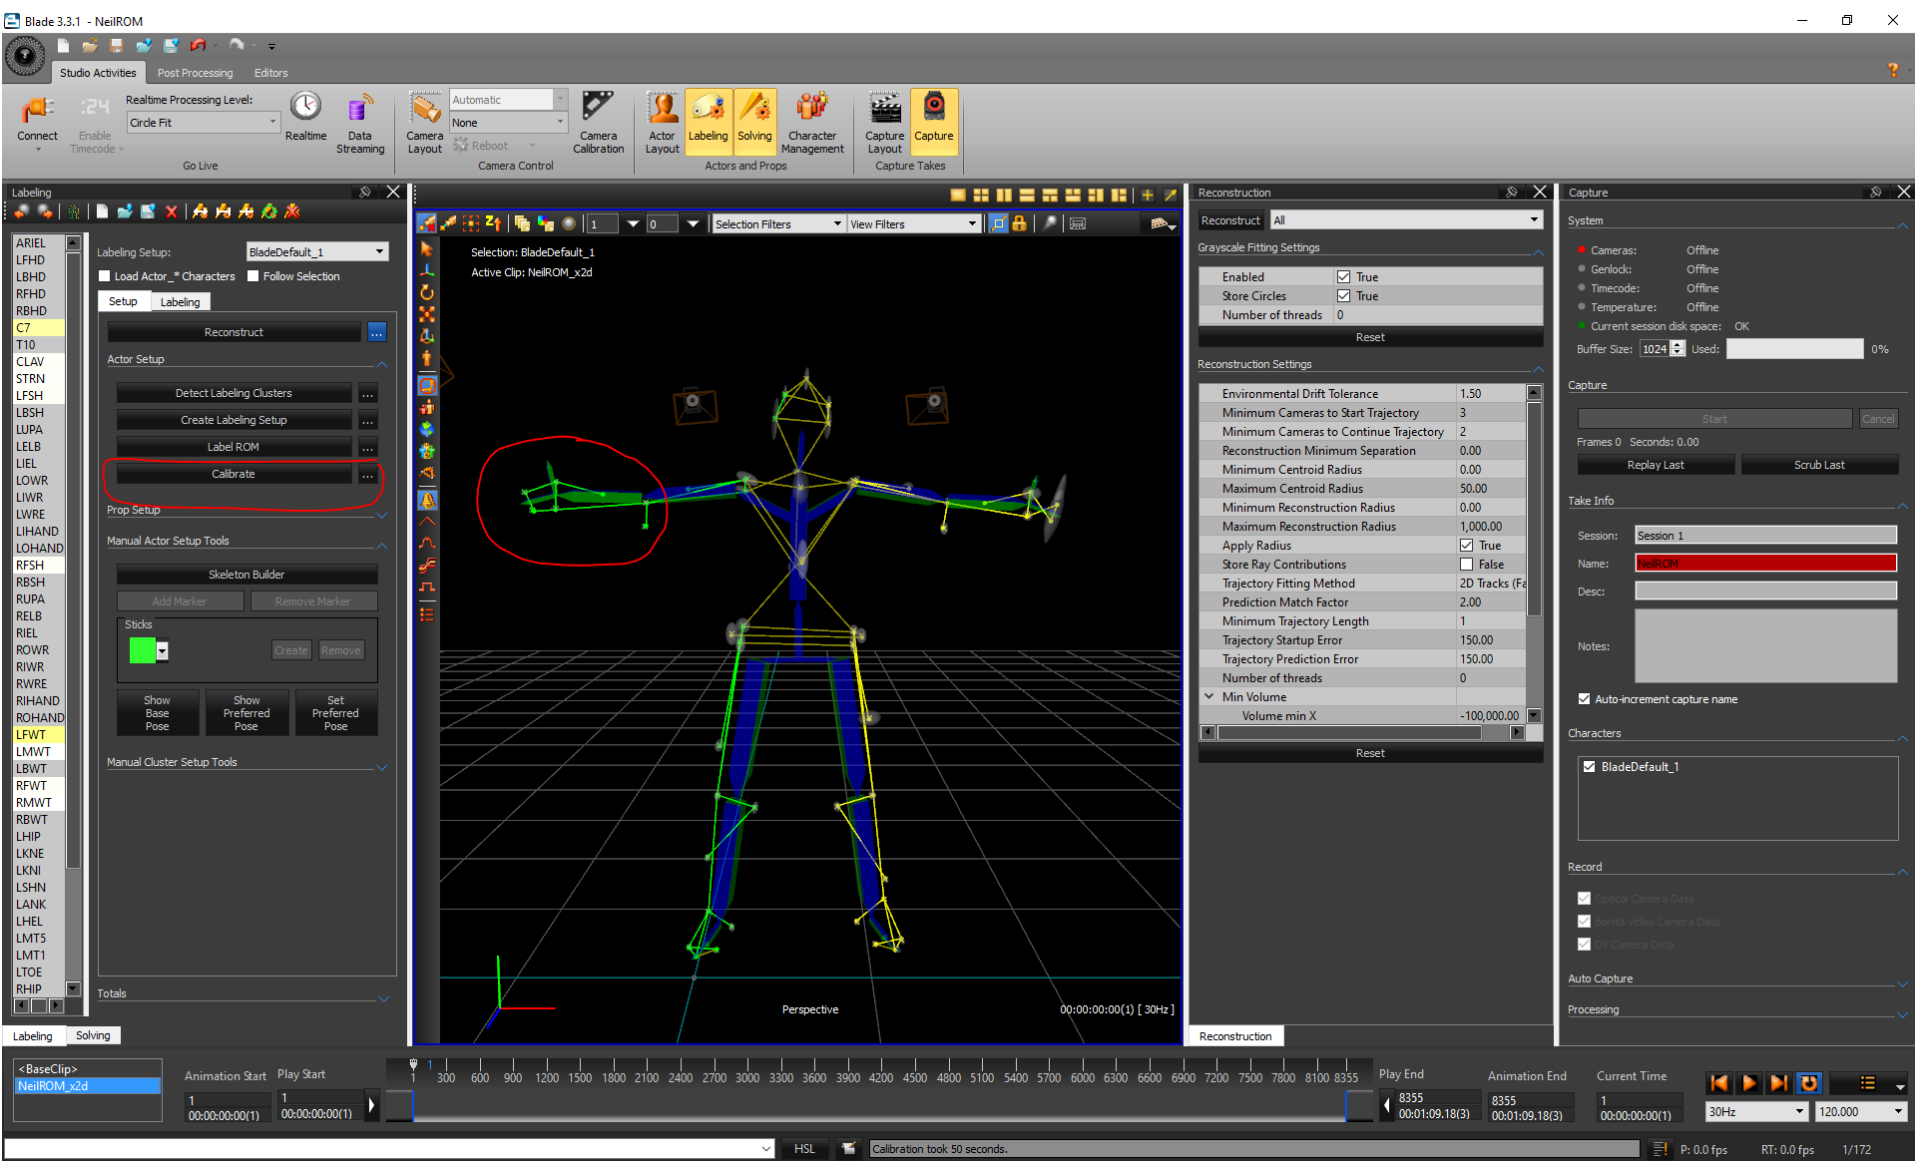 Blade 3.3.1 - NeilROM
Studio Activities Post Processing Editors
Connect
:24
Enable Timecode
Realtime Processing Level:
Circle Fit
Realtime
Data Streaming
Go Live
Camera Layout
Automatic
None
Reboot
Camera Calibration
Camera Control
Actor Layout
Labeling
Solving
Character Management
Actors and Props
Capture Layout
Capture
Capture Takes
Labeling
ARIEL
LFHD
LBHD
RFHD
RBHD
C7
T10
CLAV
STRN
LFSH
LBSH
LUPA
LELB
LIEL
LOWR
LIWR
LWRE
LIHAND
LOHAND
RFSH
RBSH
RUPA
RELB
RIEL
ROWR
RIWR
RWRE
RIHAND
ROHAND
LFWT
LMWT
LBWT
RFWT
RMWT
RBWT
LHIP
LKNE
LKNI
LSHN
LANK
LHEL
LMT5
LMT1
LTOE
RHIP
Labeling Setup: BladeDefault_1
Load Actor_* Characters Follow Selection
Setup Labeling
Reconstruct ...
Actor Setup
Detect Labeling Clusters ...
Create Labeling Setup ...
Label ROM ...
Calibrate ...
Prop Setup
Manual Actor Setup Tools
Skeleton Builder
Add Marker Remove Marker
Sticks
Create Remove
Show Base Pose
Show Preferred Pose
Set Preferred Pose
Manual Cluster Setup Tools
Totals
Labeling Solving
1 0 Selection Filters View Filters
Selection: BladeDefault_1
Active Clip: NeilROM_x2d
Perspective
00:00:00:00(1) [ 30Hz ]
Reconstruction
Reconstruct All
Grayscale Fitting Settings
Enabled True
Store Circles True
Number of threads 0
Reset
Reconstruction Settings
Environmental Drift Tolerance 1.50
Minimum Cameras to Start Trajectory 3
Minimum Cameras to Continue Trajectory 2
Reconstruction Minimum Separation 0.00
Minimum Centroid Radius 0.00
Maximum Centroid Radius 50.00
Minimum Reconstruction Radius 0.00
Maximum Reconstruction Radius 1,000.00
Apply Radius True
Store Ray Contributions False
Trajectory Fitting Method 2D Tracks (Fa
Prediction Match Factor 2.00
Minimum Trajectory Length 1
Trajectory Startup Error 150.00
Trajectory Prediction Error 150.00
Number of threads 0
Min Volume
Volume min X -100,000.00
Reset
Reconstruction
Capture
System
Cameras: Offline
Genlock: Offline
Timecode: Offline
Temperature: Offline
Current session disk space: OK
Buffer Size: 1024 Used: 0%
Capture
Start Cancel
Frames 0 Seconds: 0.00
Replay Last Scrub Last
Take Info
Session: Session 1
Name: NeilROM
Desc:
Notes:
Auto-increment capture name
Characters
BladeDefault_1
Record
Optical Camera Data
Bonita Video Camera Data
DV Camera Data
Auto Capture
Processing
<BaseClip>
NeilROM_x2d
Animation Start
1
00:00:00:00(1)
Play Start
1
00:00:00:00(1)
1
1 300 600 900 1200 1500 1800 2100 2400 2700 3000 3300 3600 3900 4200 4500 4800 5100 5400 5700 6000 6300 6600 6900 7200 7500 7800 8100 8355
Play End
8355
00:01:09.18(3)
Animation End
8355
00:01:09.18(3)
Current Time
1
00:00:00:00(1)
30Hz 120.000
HSL Calibration took 50 seconds. P: 0.0 fps RT: 0.0 fps 1/172